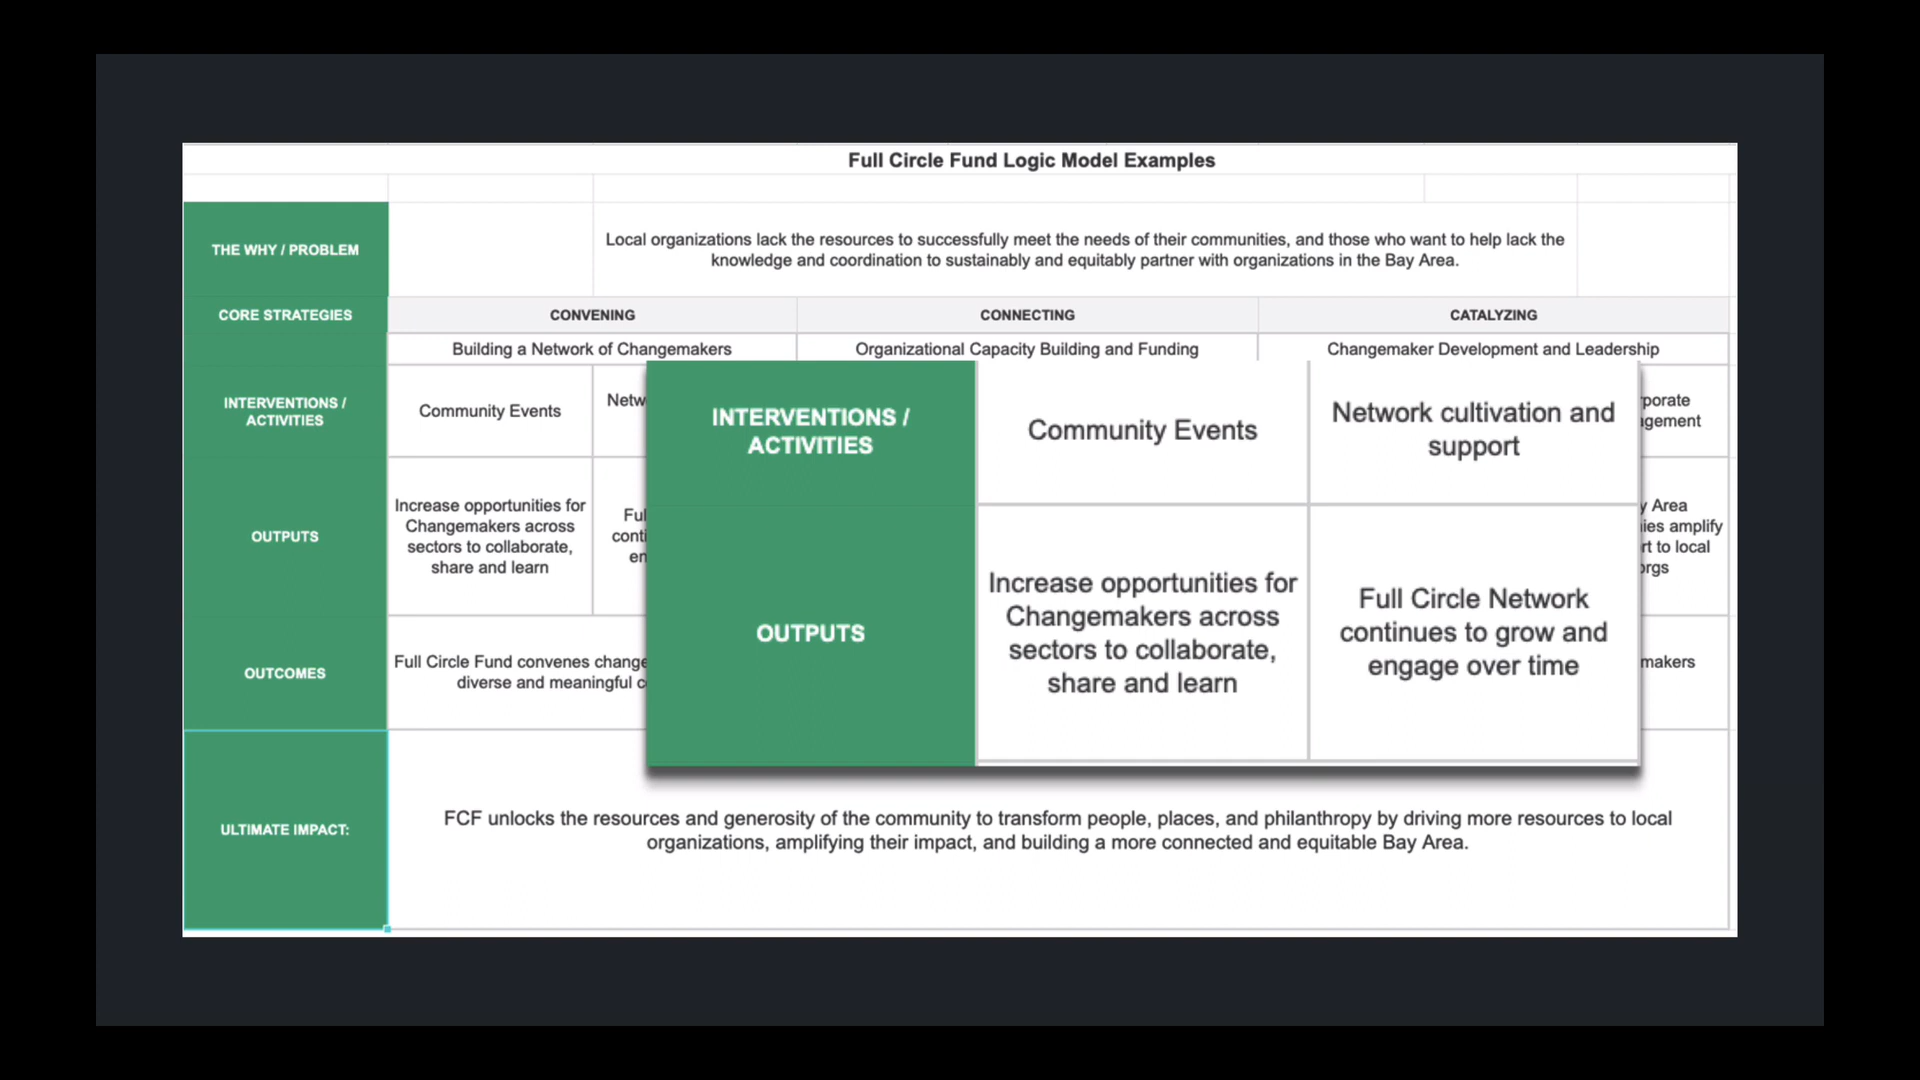 Full Circle Fund Logic Model Examples
THE WHY / PROBLEM
Local organizations lack the resources to successfully meet the needs of their communities, and those who want to help lack the
knowledge and coordination to sustainably and equitably partner with organizations in the Bay Area.
CORE STRATEGIES
CONVENING
CONNECTING
CATALYZING
Building a Network of Changemakers
Organizational Capacity Building and Funding
Changemaker Development and Leadership
INTERVENTIONS /
ACTIVITIES
Community Events
INTERVENTIONS /
ACTIVITIES
Community Events
Network cultivation and
support
OUTPUTS
Increase opportunities for
Changemakers across
sectors to collaborate,
share and learn
OUTPUTS
Increase opportunities for
Changemakers across
sectors to collaborate,
share and learn
Full Circle Network
continues to grow and
engage over time
Area
amplify
to local
OUTCOMES
Full Circle Fund convenes
diverse and meaningful
ULTIMATE IMPACT:
FCF unlocks the resources and generosity of the community to transform people, places, and philanthropy by driving more resources to local
organizations, amplifying their impact, and building a more connected and equitable Bay Area.